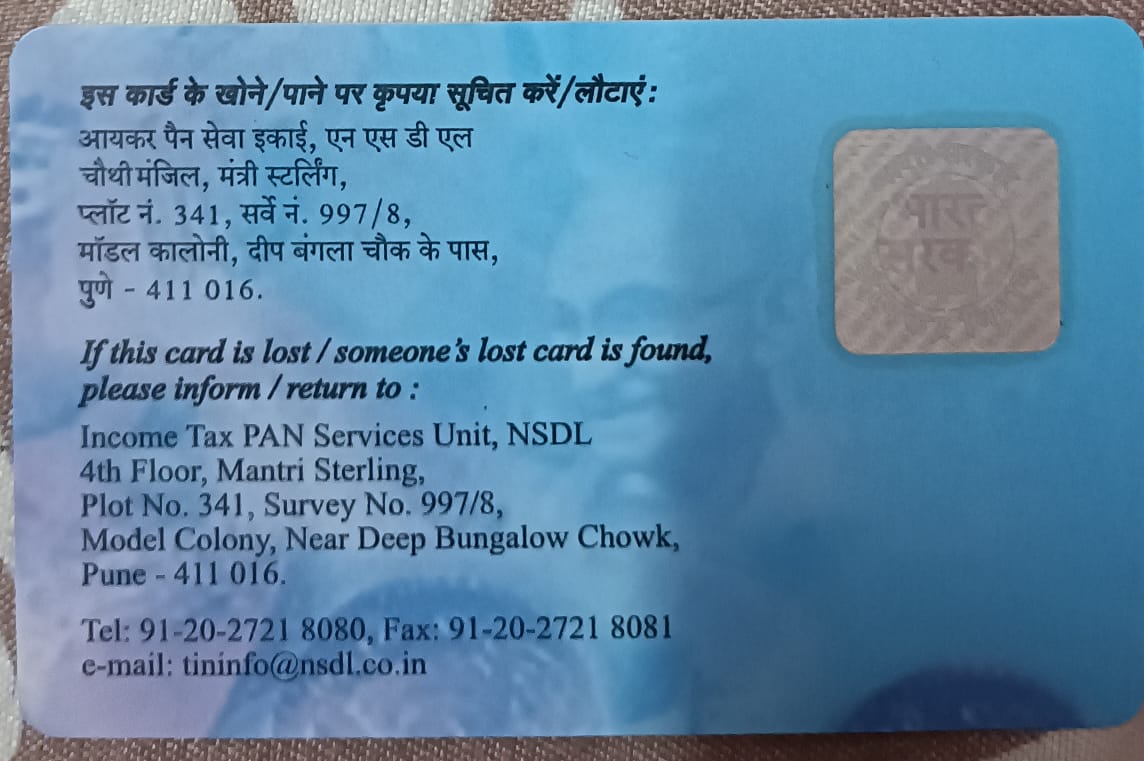 इस कार्ड के खोने/पाने पर कृपया सूचित करें/लौटाएं:
आयकर पैन सेवा इकाई, एन एस डी एल
चौथी मंजिल, मंत्री स्टर्लिंग,
प्लॉट नं. 341, सर्वे नं. 997/8,
मॉडल कालोनी, दीप बंगला चौक के पास,
पुणे - 411 016.
If this card is lost / someone's lost card is found,
please inform / return to :
Income Tax PAN Services Unit, NSDL
4th Floor, Mantri Sterling,
Plot No. 341, Survey No. 997/8,
Model Colony, Near Deep Bungalow Chowk,
Pune - 411 016.
Tel: 91-20-2721 8080, Fax: 91-20-2721 8081
e-mail: tininfo@nsdl.co.in
भारत